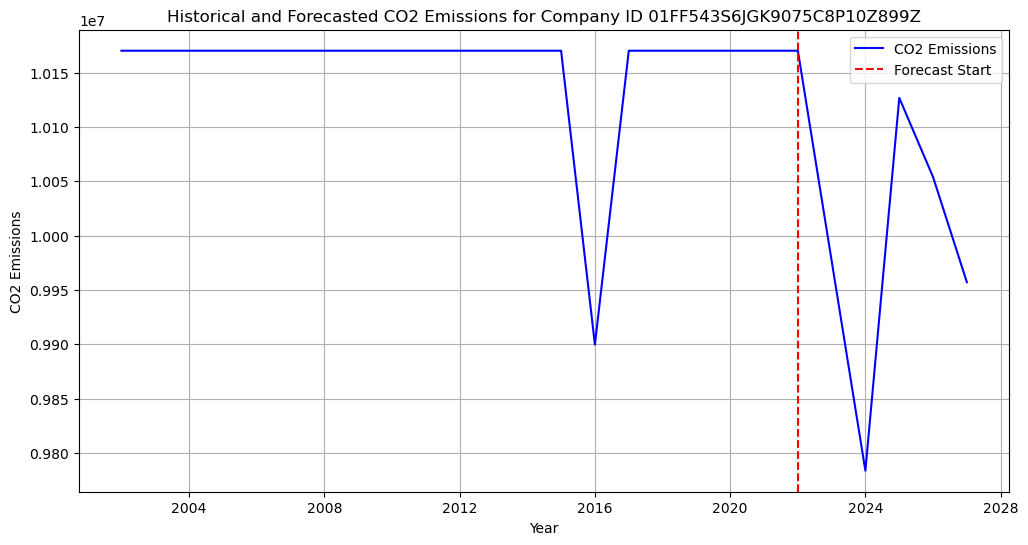 Historical and Forecasted CO2 Emissions for Company ID 01FF543S6JGK9075C8P10Z899Z
1e7
CO2 Emissions
Forecast Start
1.015
1.010
1.005
1.000
0.995
0.990
0.985
0.980
CO2 Emissions
2004 2008 2012 2016 2020 2024 2028
Year